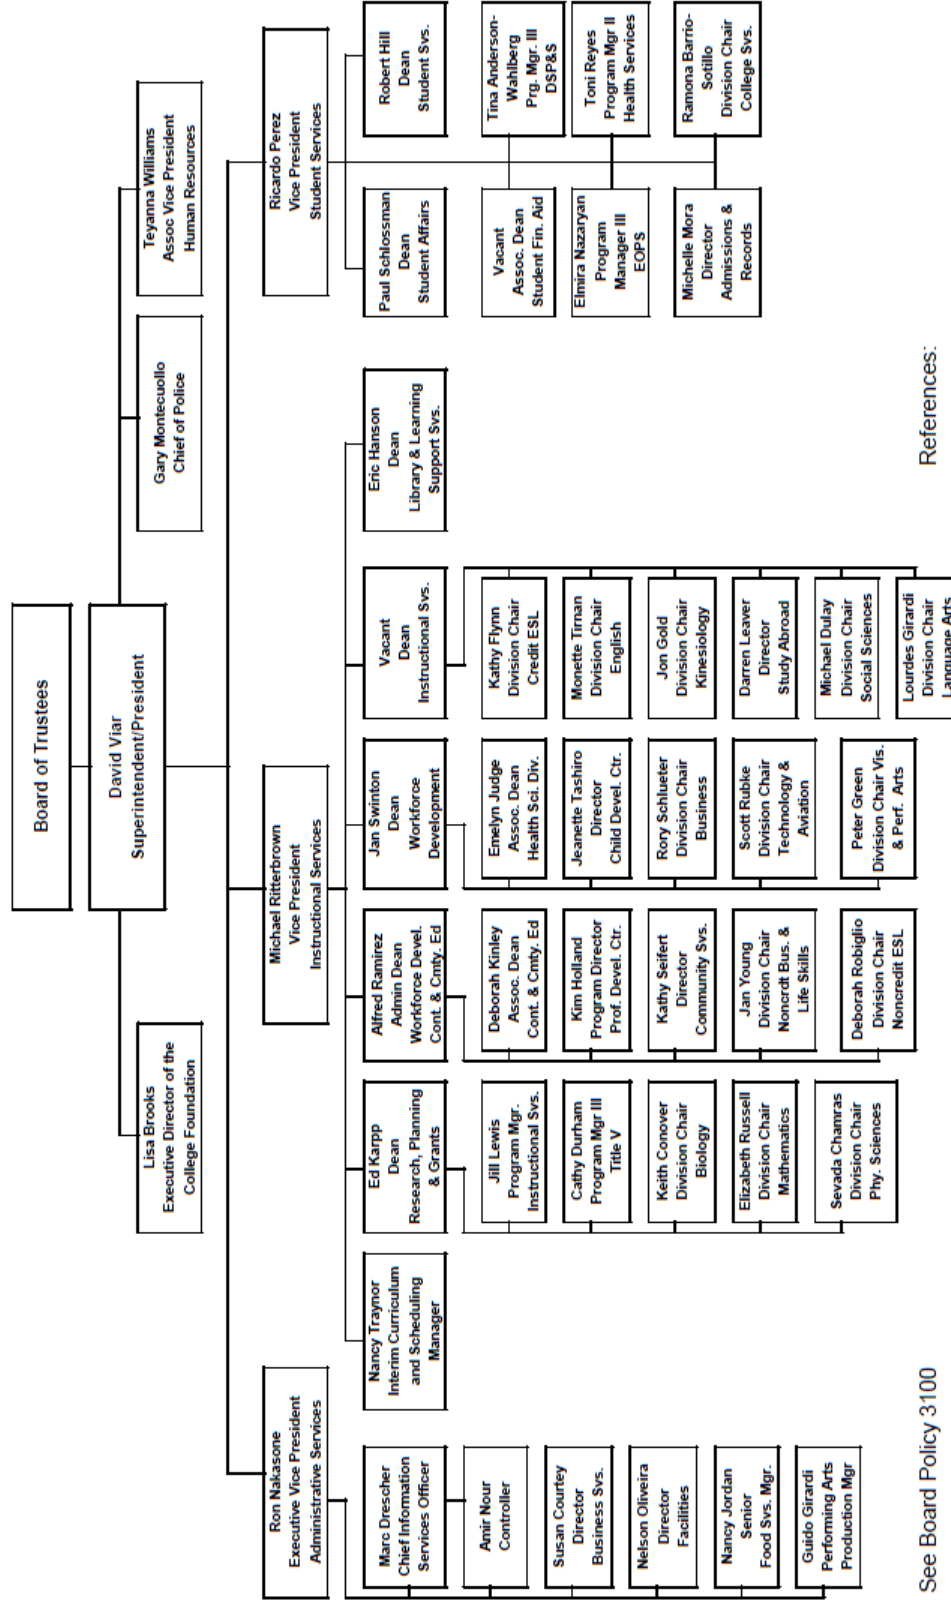 Board of Trustees
David Viar
Superintendent/President
Lisa Brooks
Executive Director of the
College Foundation
Gary Montecuollo
Chief of Police
Teyanna Williams
Assoc Vice President
Human Resources
Ron Nakasone
Executive Vice President
Administrative Services
Michael Ritterbrown
Vice President
Instructional Services
Ricardo Perez
Vice President
Student Services
Marc Drescher
Chief Information
Services Officer
Amir Nour
Controller
Susan Courtey
Director
Business Svs.
Nelson Oliveira
Director
Facilities
Nancy Jordan
Senior
Food Svs. Mgr.
Guido Girardi
Performing Arts
Production Mgr
Nancy Traynor
Interim Curriculum
and Scheduling
Manager
Ed Karpp
Dean
Research, Planning
& Grants
Jill Lewis
Program Mgr.
Instructional Svs.
Cathy Durham
Program Mgr III
Title V
Keith Conover
Division Chair
Biology
Elizabeth Russell
Division Chair
Mathematics
Sevada Chamras
Division Chair
Phy. Sciences
Alfred Ramirez
Admin Dean
Workforce Devel.
Cont. & Cmty. Ed
Deborah Kinley
Assoc. Dean
Cont. & Cmty. Ed
Kim Holland
Program Director
Prof. Devel. Ctr.
Kathy Seifert
Director
Community Svs.
Jan Young
Division Chair
Noncrdt Bus. &
Life Skills
Deborah Robiglio
Division Chair
Noncredit ESL
Jan Swinton
Dean
Workforce
Development
Emelyn Judge
Assoc. Dean
Health Sci. Div.
Jeanette Tashiro
Director
Child Devel. Ctr.
Rory Schlueter
Division Chair
Business
Scott Rubke
Division Chair
Technology &
Aviation
Peter Green
Division Chair Vis.
& Perf. Arts
Vacant
Dean
Instructional Svs.
Kathy Flynn
Division Chair
Credit ESL
Monette Tirnan
Division Chair
English
Jon Gold
Division Chair
Kinesiology
Darren Leaver
Director
Study Abroad
Michael Dulay
Division Chair
Social Sciences
Lourdes Girardi
Division Chair
Language Arts
Eric Hanson
Dean
Library & Learning
Support Svs.
Paul Schlossman
Dean
Student Affairs
Robert Hill
Dean
Student Svs.
Vacant
Assoc. Dean
Student Fin. Aid
Tina Anderson-
Wahlberg
Prg. Mgr. III
DSP&S
Elmira Nazaryan
Program
Manager III
EOPS
Toni Reyes
Program Mgr II
Health Services
Michelle Mora
Director
Admissions &
Records
Ramona Barrio-
Sotillo
Division Chair
College Svs.
See Board Policy 3100
References: